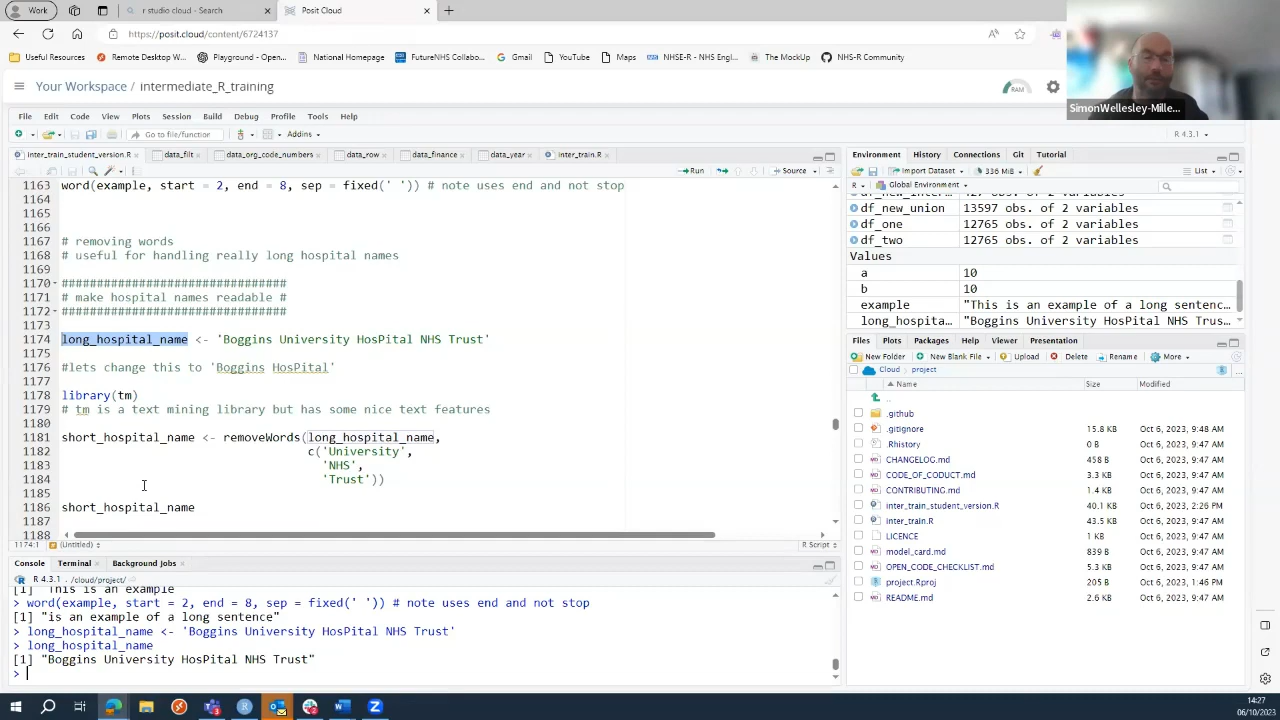 Work
r studio cloud - Search
Posit Cloud
https://posit.cloud/content/6724137
Useful Resources
Remote Desktop W...
Playground - Open...
National Homepage
FutureNHS Collabo...
Gmail
YouTube
Maps
NHSE-R - NHS Engl...
The MockUp
NHS-R Community
SimonWellesley-Mille...
Your Workspace / intermediate_R_training
RAM
File Edit Code View Plots Session Build Debug Profile Tools Help
Go to file/function
Addins
R 4.3.1
inter_train_student_version.R
data_filt
data_org_code_numbers
data_row
data_finance
data_year
inter_train.R
Run
Source
1163 word(example, start = 2, end = 8, sep = fixed(' ')) # note uses end and not stop
1164
1165
1166
1167 # removing words
1168 # useful for handling really long hospital names
1169
1170 ################################
1171 # make hospital names readable #
1172 ################################
1173
1174 long_hospital_name <- 'Boggins University HosPital NHS Trust'
1175
1176 #lets change this to 'Boggins HosPital'
1177
1178 library(tm)
1179 # tm is a text mining library but has some nice text features
1180
1181 short_hospital_name <- removeWords(long_hospital_name,
1182 c('University',
1183 'NHS',
1184 'Trust'))
1185
1186 short_hospital_name
1187
1188
1174:1 (Untitled) R Script
Console Terminal Background Jobs
R 4.3.1 . /cloud/project/
[1] "This is an example"
> word(example, start = 2, end = 8, sep = fixed(' ')) # note uses end and not stop
[1] "is an example of a long sentence"
> long_hospital_name <- 'Boggins University HosPital NHS Trust'
> long_hospital_name
[1] "Boggins University HosPital NHS Trust"
>
Environment History Connections Git Tutorial
Import Dataset 336 MiB List
R Global Environment
df_new_union 13597 obs. of 2 variables
df_one 12765 obs. of 2 variables
df_two 12765 obs. of 2 variables
Values
a 10
b 10
example "This is an example of a long sentenc...
long_hospita... "Boggins University HosPital NHS Trus...
Files Plots Packages Help Viewer Presentation
New Folder New Blank File Upload Delete Rename More
Cloud project
Name Size Modified
..
.github
.gitignore 15.8 KB Oct 6, 2023, 9:48 AM
.Rhistory 0 B Oct 6, 2023, 9:47 AM
CHANGELOG.md 458 B Oct 6, 2023, 9:47 AM
CODE_OF_CODUCT.md 3.3 KB Oct 6, 2023, 9:47 AM
CONTRIBUTING.md 1.4 KB Oct 6, 2023, 9:47 AM
inter_train_student_version.R 40.1 KB Oct 6, 2023, 2:26 PM
inter_train.R 43.5 KB Oct 6, 2023, 9:47 AM
LICENCE 1 KB Oct 6, 2023, 9:47 AM
model_card.md 839 B Oct 6, 2023, 9:47 AM
OPEN_CODE_CHECKLIST.md 5.3 KB Oct 6, 2023, 9:47 AM
project.Rproj 205 B Oct 6, 2023, 1:46 PM
README.md 2.6 KB Oct 6, 2023, 9:47 AM
14:27
06/10/2023